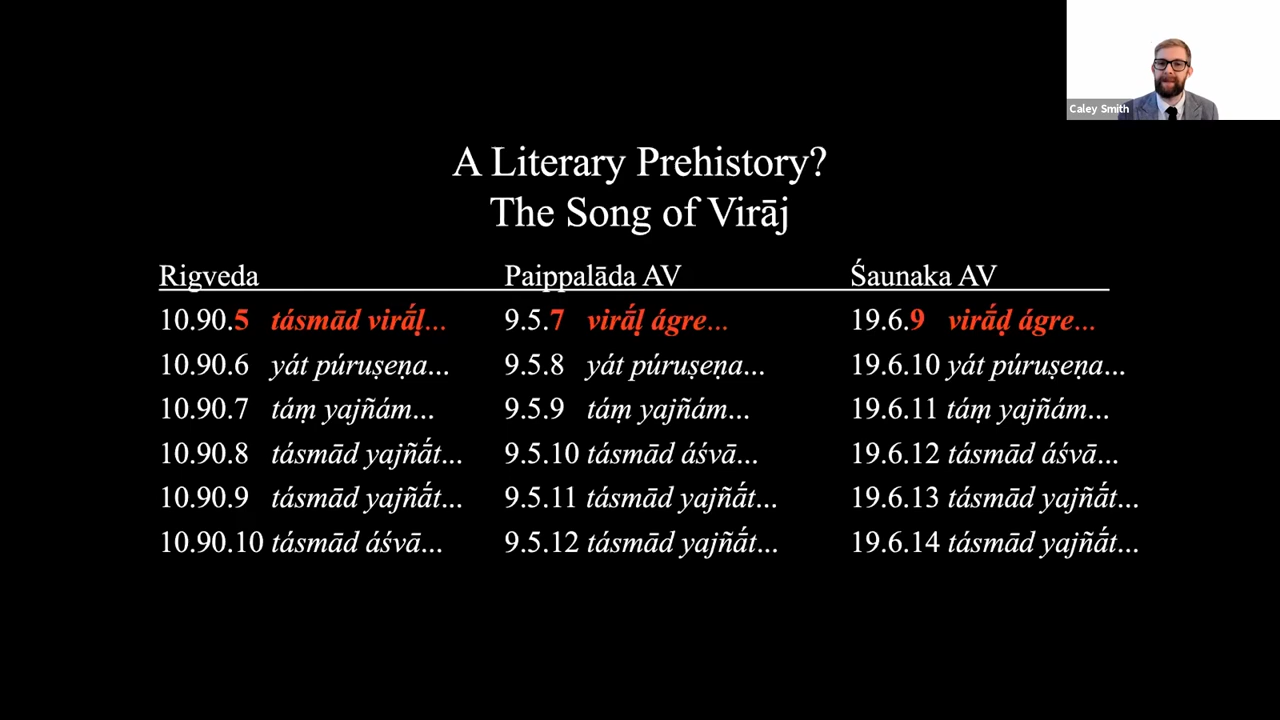 Caley Smith
A Literary Prehistory?
The Song of Virāj
Rigveda Paippalāda AV Śaunaka AV
10.90.5 tásmād virā́ḷ... 9.5.7 virā́ḷ ágre... 19.6.9 virā́ḍ ágre...
10.90.6 yát púruṣeṇa... 9.5.8 yát púruṣeṇa... 19.6.10 yát púruṣeṇa...
10.90.7 táṃ yajñám... 9.5.9 táṃ yajñám... 19.6.11 táṃ yajñám...
10.90.8 tásmād yajñā́t... 9.5.10 tásmād áśvā... 19.6.12 tásmād áśvā...
10.90.9 tásmād yajñā́t... 9.5.11 tásmād yajñā́t... 19.6.13 tásmād yajñā́t...
10.90.10 tásmād áśvā... 9.5.12 tásmād yajñā́t... 19.6.14 tásmād yajñā́t...